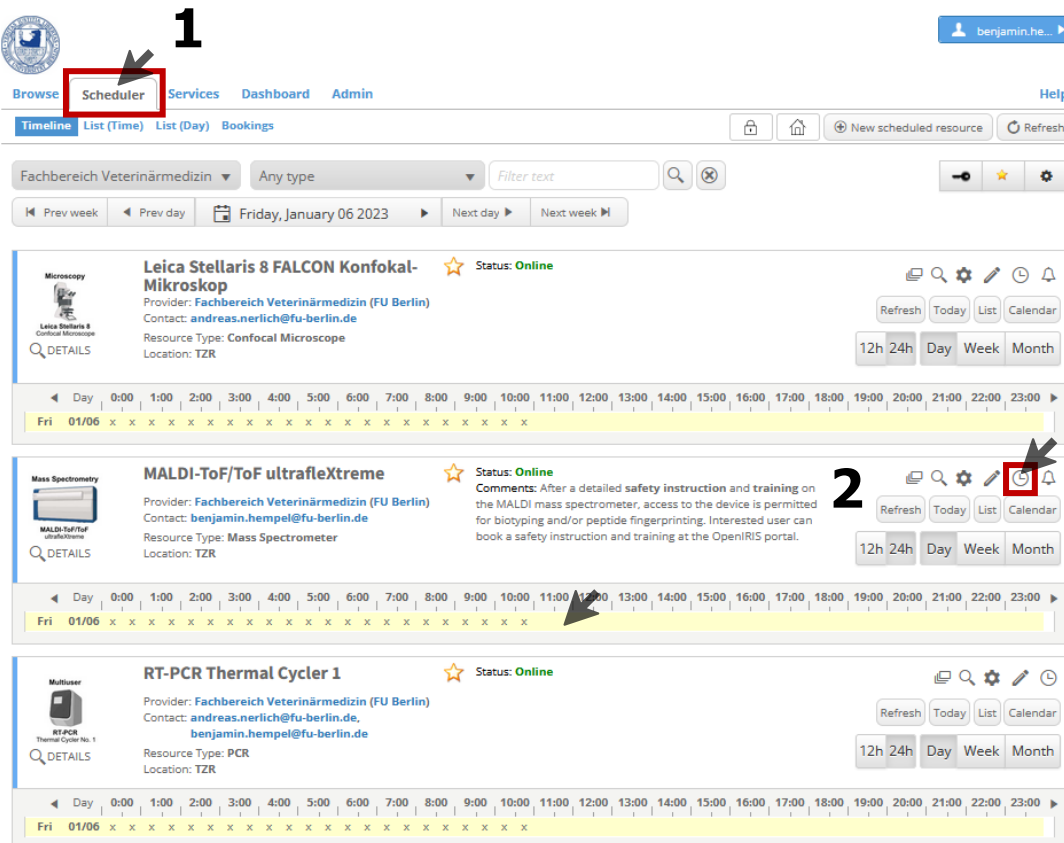 1
benjamin.he...
Browse Scheduler Services Dashboard Admin Help
Timeline List (Time) List (Day) Bookings New scheduled resource Refresh
Fachbereich Veterinärmedizin Any type Filter text
Prev week Prev day Friday, January 06 2023 Next day Next week
Microscopy
Leica Stellaris 8
Confocal Microscope
DETAILS
Leica Stellaris 8 FALCON Konfokal-
Mikroskop
Provider: Fachbereich Veterinärmedizin (FU Berlin)
Contact: andreas.nerlich@fu-berlin.de
Resource Type: Confocal Microscope
Location: TZR
Status: Online
Refresh Today List Calendar
12h 24h Day Week Month
Day 0:00 1:00 2:00 3:00 4:00 5:00 6:00 7:00 8:00 9:00 10:00 11:00 12:00 13:00 14:00 15:00 16:00 17:00 18:00 19:00 20:00 21:00 22:00 23:00
Fri 01/06 x x x x x x x x x x x x x x x x x x x x x x
Mass Spectrometry
MALDI-ToF/ToF
ultrafleXtreme
DETAILS
MALDI-ToF/ToF ultrafleXtreme
Provider: Fachbereich Veterinärmedizin (FU Berlin)
Contact: benjamin.hempel@fu-berlin.de
Resource Type: Mass Spectrometer
Location: TZR
Status: Online
Comments: After a detailed safety instruction and training on
the MALDI mass spectrometer, access to the device is permitted
for biotyping and/or peptide fingerprinting. Interested user can
book a safety instruction and training at the OpenIRIS portal.
2
Refresh Today List Calendar
12h 24h Day Week Month
Day 0:00 1:00 2:00 3:00 4:00 5:00 6:00 7:00 8:00 9:00 10:00 11:00 12:00 13:00 14:00 15:00 16:00 17:00 18:00 19:00 20:00 21:00 22:00 23:00
Fri 01/06 x x x x x x x x x x x x x x x x x x x x x x
Multiuser
RT-PCR
Thermal Cycler No. 1
DETAILS
RT-PCR Thermal Cycler 1
Provider: Fachbereich Veterinärmedizin (FU Berlin)
Contact: andreas.nerlich@fu-berlin.de,
benjamin.hempel@fu-berlin.de
Resource Type: PCR
Location: TZR
Status: Online
Refresh Today List Calendar
12h 24h Day Week Month
Day 0:00 1:00 2:00 3:00 4:00 5:00 6:00 7:00 8:00 9:00 10:00 11:00 12:00 13:00 14:00 15:00 16:00 17:00 18:00 19:00 20:00 21:00 22:00 23:00
Fri 01/06 x x x x x x x x x x x x x x x x x x x x x x